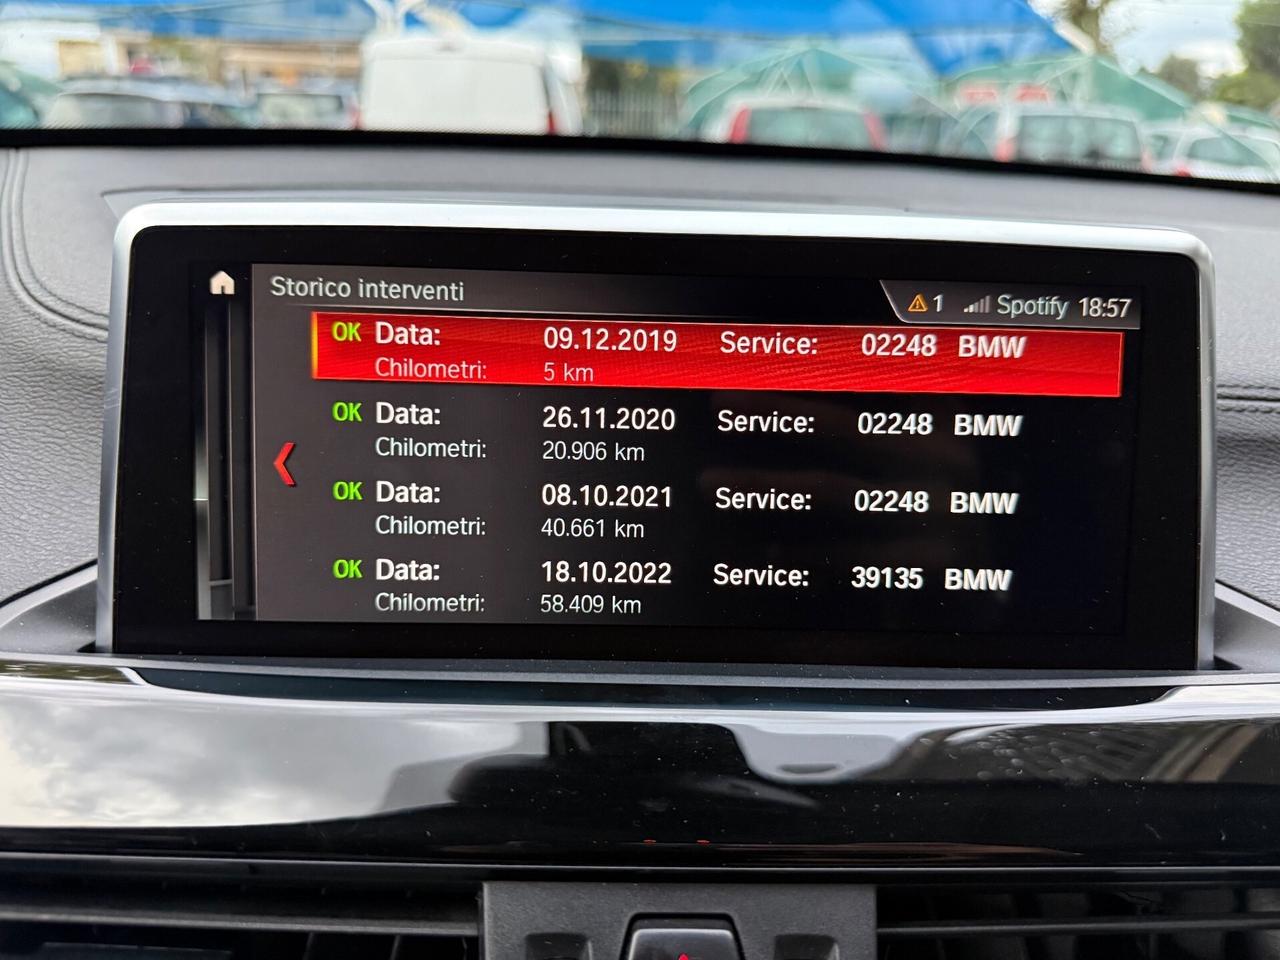 Storico interventi 1 Spotify 18:57
OK Data: 09.12.2019 Service: 02248 BMW
Chilometri: 5 km
OK Data: 26.11.2020 Service: 02248 BMW
Chilometri: 20.906 km
OK Data: 08.10.2021 Service: 02248 BMW
Chilometri: 40.661 km
OK Data: 18.10.2022 Service: 39135 BMW
Chilometri: 58.409 km